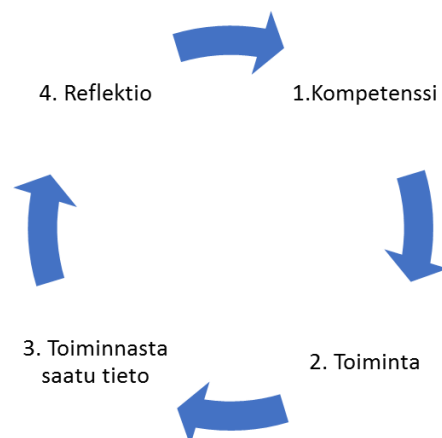 1.Kompetenssi
2. Toiminta
3. Toiminnasta
saatu tieto
4. Reflektio